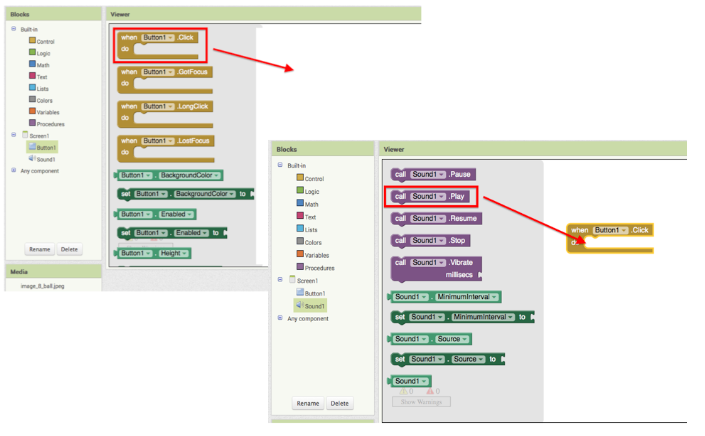 Blocks
Viewer
Built-in
Control
Logic
Math
Text
Lists
Colors
Variables
Procedures
Screen1
Button1
Sound1
Any component
Rename Delete
Media
image_8_ball.jpeg
when Button1 .Click
do
when Button1 .GotFocus
do
when Button1 .LongClick
do
when Button1 .LostFocus
do
Button1 . BackgroundColor
set Button1 . BackgroundColor to
Button1 . Enabled
set Button1 . Enabled to
Button1 . Height
Blocks
Viewer
Built-in
Control
Logic
Math
Text
Lists
Colors
Variables
Procedures
Screen1
Button1
Sound1
Any component
Rename Delete
call Sound1 .Pause
call Sound1 .Play
call Sound1 .Resume
call Sound1 .Stop
call Sound1 .Vibrate
millisecs
Sound1 . MinimumInterval
set Sound1 . MinimumInterval to
Sound1 . Source
set Sound1 . Source to
Sound1
0 0
Show Warnings
when Button1 .Click
do